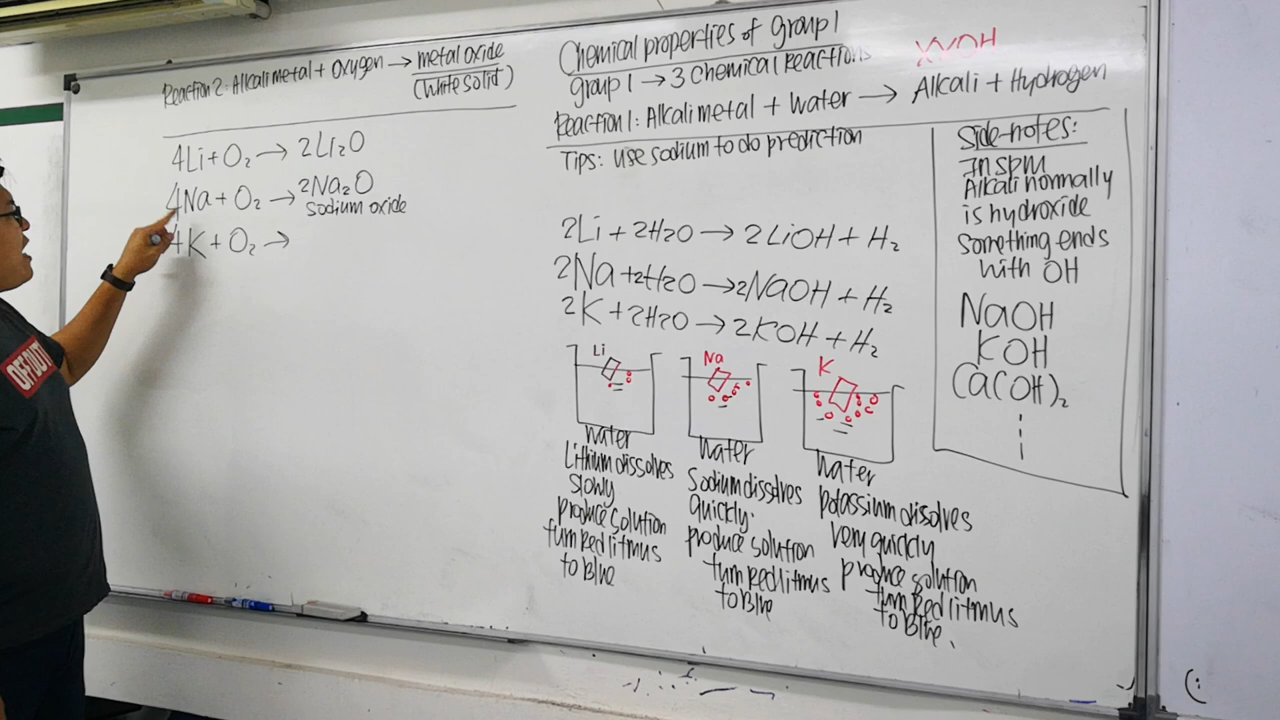 Reaction 2: Alkali metal + Oxygen → metal oxide
(White solid)
4Li + O₂ → 2Li₂O
4Na + O₂ → 2Na₂O
sodium oxide
4K + O₂ →
Chemical properties of Group 1
group 1 → 3 Chemical Reactions
XXOH
Reaction 1: Alkali metal + Water → Alkali + Hydrogen
Tips: use sodium to do prediction
2Li + 2H2O → 2LiOH + H₂
2Na + 2H2O → 2NaOH + H₂
2K + 2H2O → 2KOH + H₂
Li
Water
Lithium dissolves
slowly
produce solution
turn Red litmus
to Blue
Na
Water
Sodium dissolves
quickly.
produce solution
turn Red litmus
to Blue
K
Water
potassium disolves
very quickly
produce solution
turn Red litmus
to Blue.
Side-notes:
In SPM
Alkali normally
is hydroxide
something ends
with OH
NaOH
KOH
Ca(OH)₂
OFFDUTY
(: